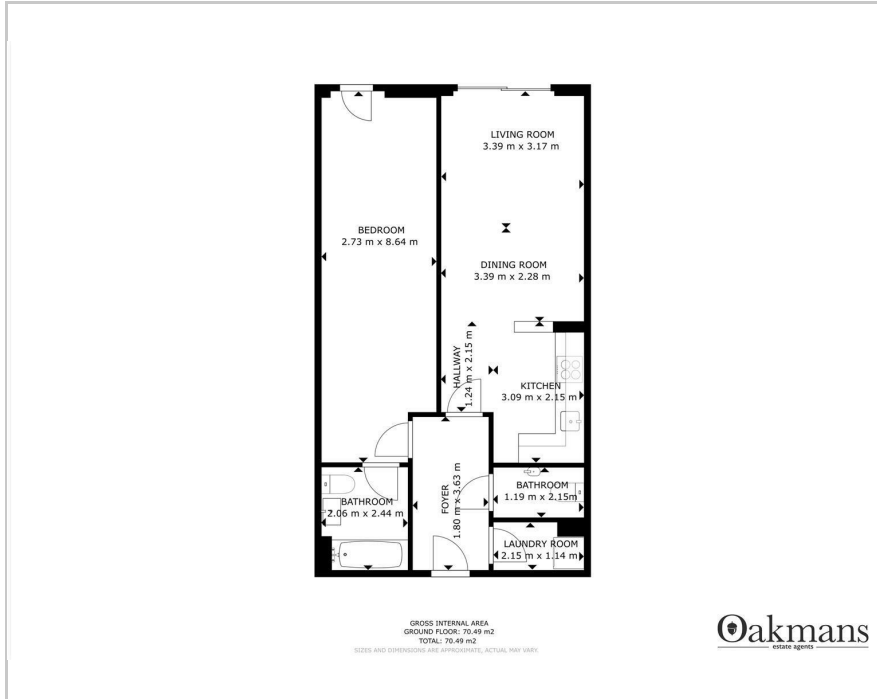 LIVING ROOM
3.39 m x 3.17 m
BEDROOM
2.73 m x 8.64 m
DINING ROOM
3.39 m x 2.28 m
HALLWAY
1.24 m x 2.15 m
KITCHEN
3.09 m x 2.15 m
FOYER
1.80 m x 3.63 m
BATHROOM
2.06 m x 2.44 m
BATHROOM
1.19 m x 2.15m
LAUNDRY ROOM
2.15 m x 1.14 m
GROSS INTERNAL AREA
GROUND FLOOR: 70.49 m2
TOTAL: 70.49 m2
SIZES AND DIMENSIONS ARE APPROXIMATE, ACTUAL MAY VARY
Oakmans
estate agents